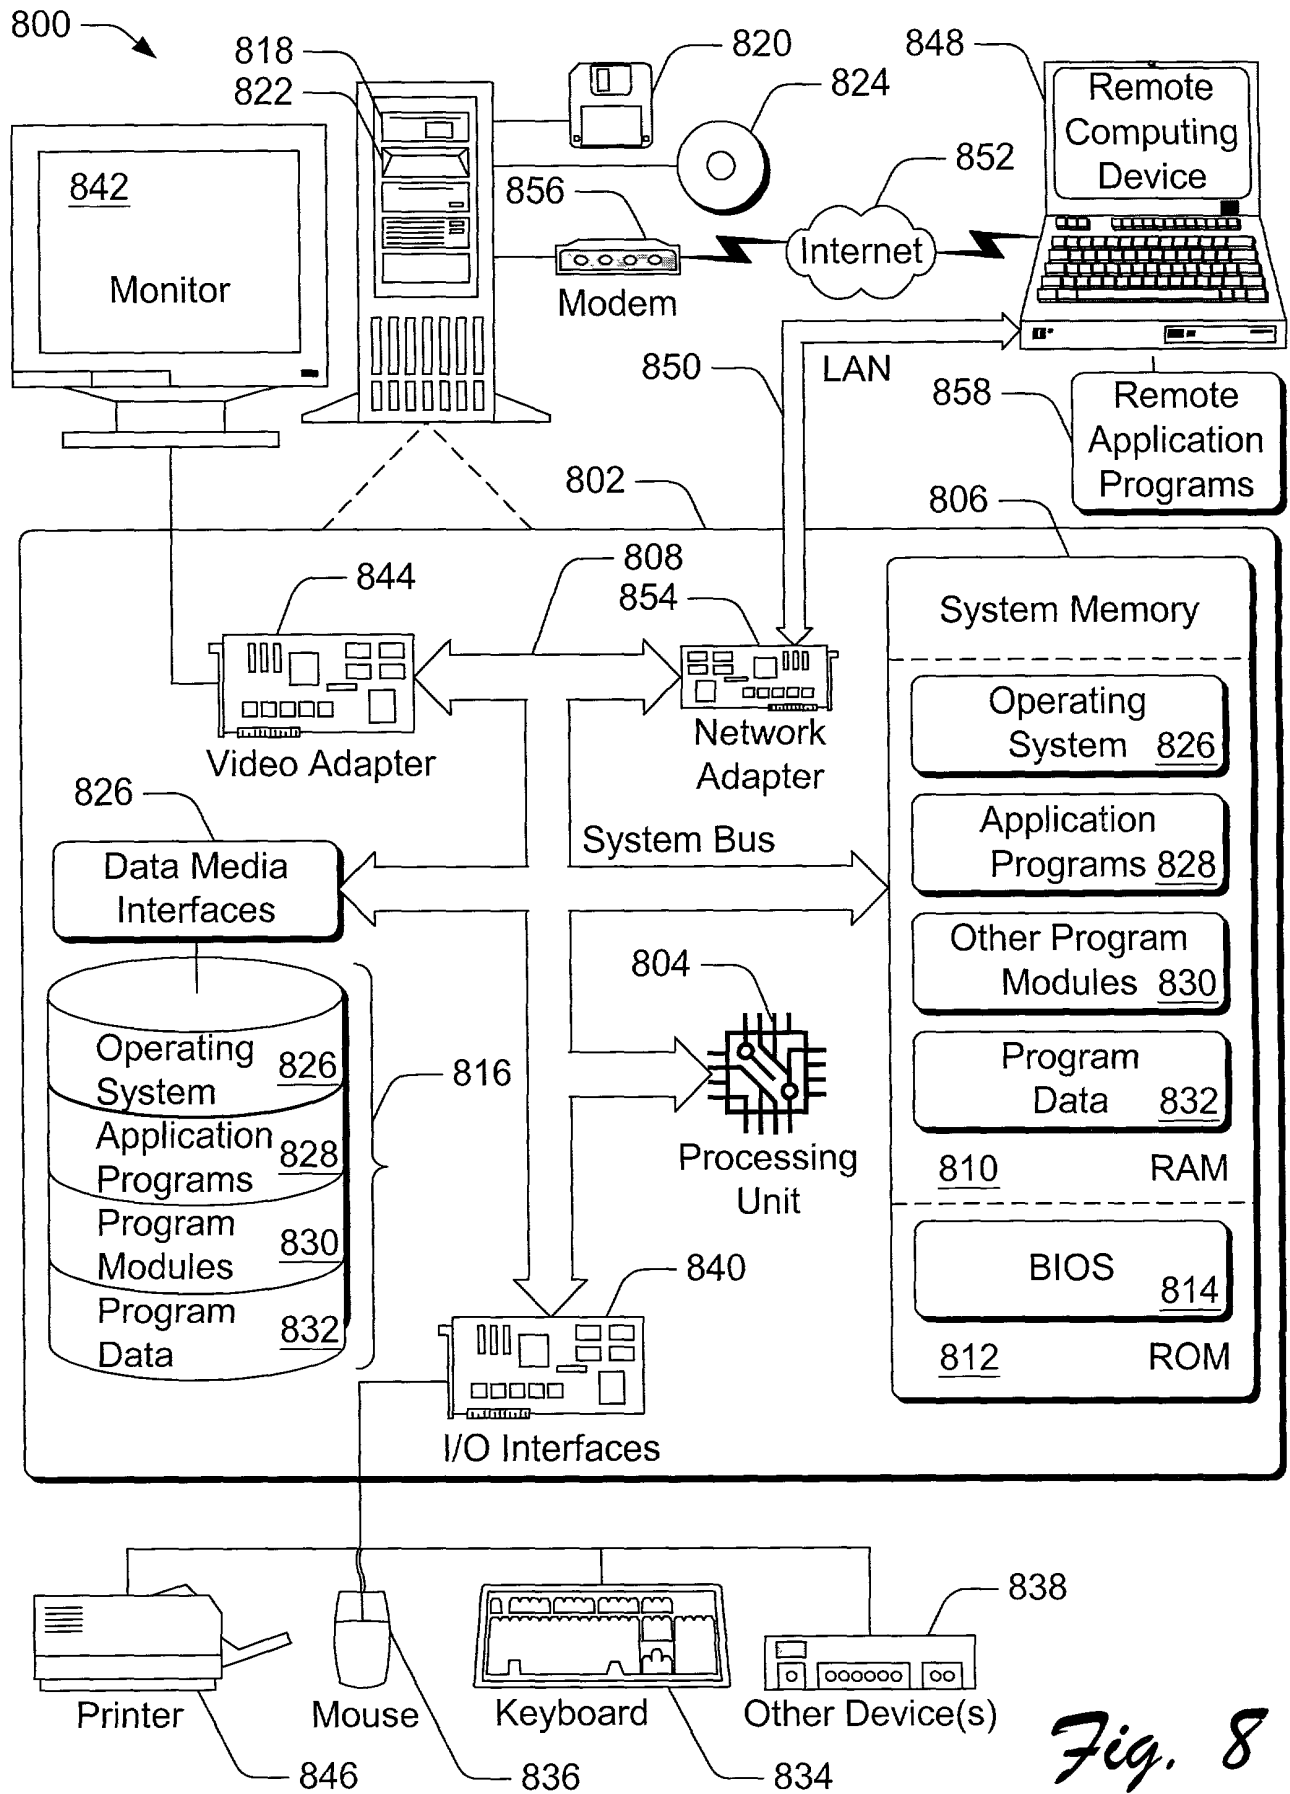 800
818
822
820
824
848
Remote
Computing
Device
852
856
842
Monitor
Internet
Modem
850
LAN
858
Remote
Application
Programs
802
806
808
844
854
System Memory
Operating
System 826
Video Adapter
Network
Adapter
826
Application
Programs 828
System Bus
Data Media
Interfaces
Other Program
Modules 830
804
Operating
System 826
816
Program
Data 832
Application
Programs 828
Processing
Unit
810 RAM
Program
Modules 830
840
BIOS
814
Program
Data 832
812 ROM
I/O Interfaces
838
Printer
Mouse
Keyboard
Other Device(s)
846
836
834
Fig. 8